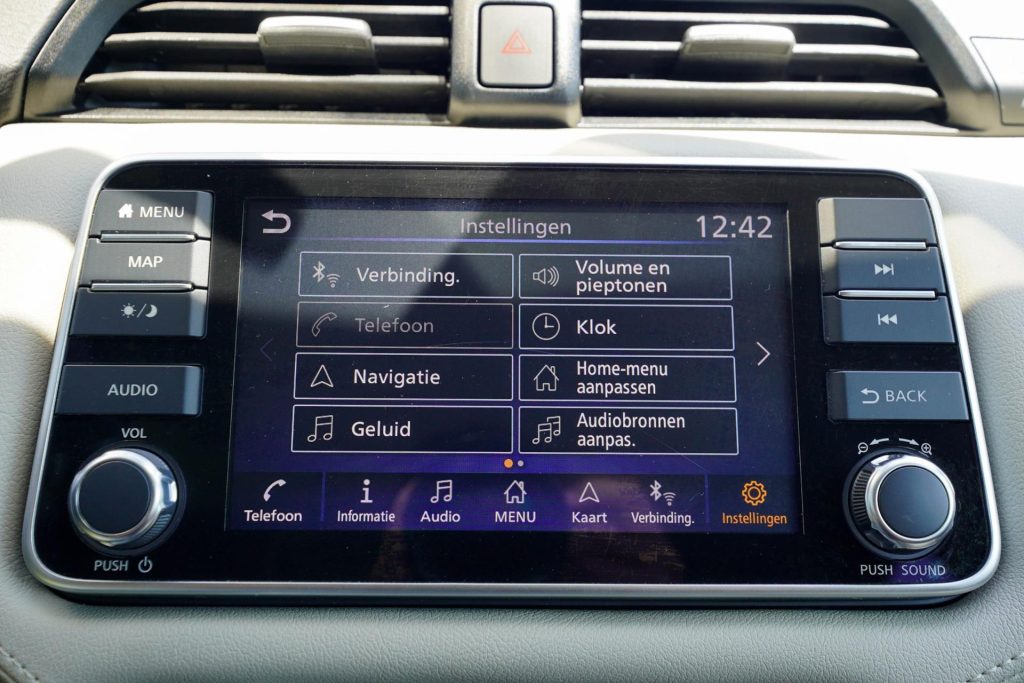 MENU
MAP
AUDIO
VOL
PUSH
Instellingen
12:42
Verbinding.
Volume en
pieptonen
Telefoon
Klok
Navigatie
Home-menu
aanpassen
Geluid
Audiobronnen
aanpas.
Telefoon
Informatie
Audio
MENU
Kaart
Verbinding.
Instellingen
BACK
PUSH SOUND